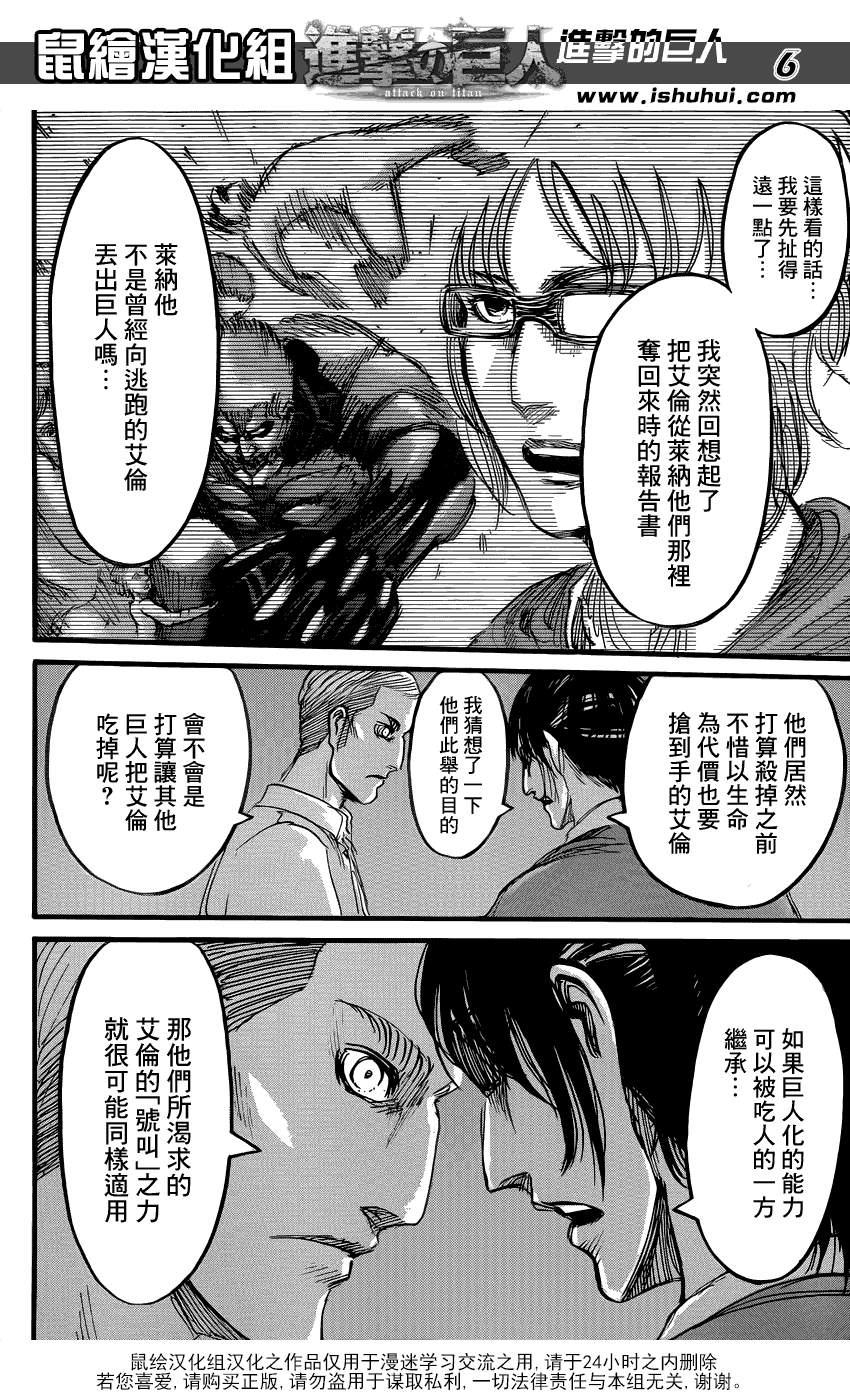 鼠繪漢化組
進撃の巨人
attack on titan
進擊的巨人
www.ishuhui.com
6
這樣看的話…
我要先扯得
遠一點了…
我突然回想起了
把艾倫從萊納他們那裡
奪回來時的報告書
萊納他
不是曾經向逃跑的艾倫
丟出巨人嗎…
他們居然
打算殺掉之前
不惜以生命
為代價也要
搶到手的艾倫
我猜想了一下
他們此舉的目的
會不會是
打算讓其他
巨人把艾倫
吃掉呢?
如果巨人化的能力
可以被吃人的一方
繼承…
那他們所渴求的
艾倫的「號叫」之力
就很可能同樣適用
鼠绘汉化组汉化之作品仅用于漫迷学习交流之用,请于24小时之内删除
若您喜爱,请购买正版,请勿盗用于谋取私利,一切法律责任与本组无关,谢谢。